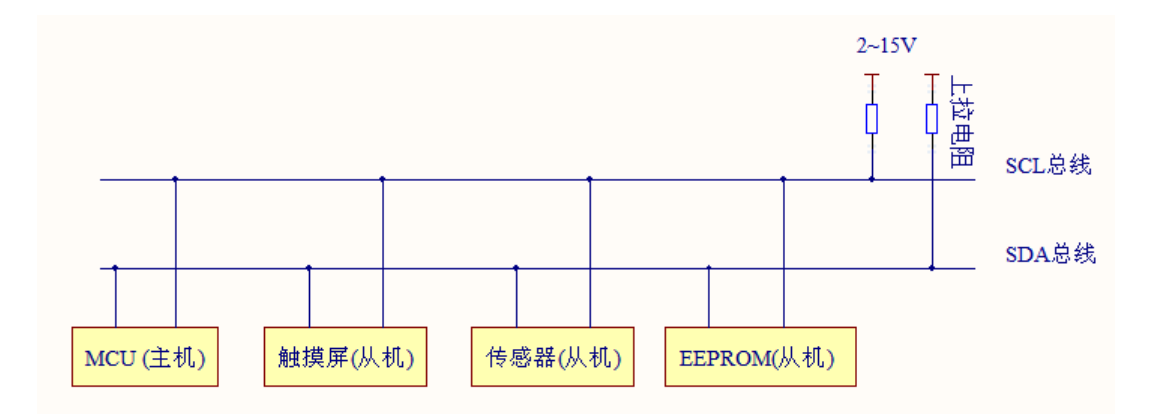 2~15V
上拉电阻
SCL总线
SDA总线
MCU (主机)
触摸屏(从机)
传感器(从机)
EEPROM(从机)